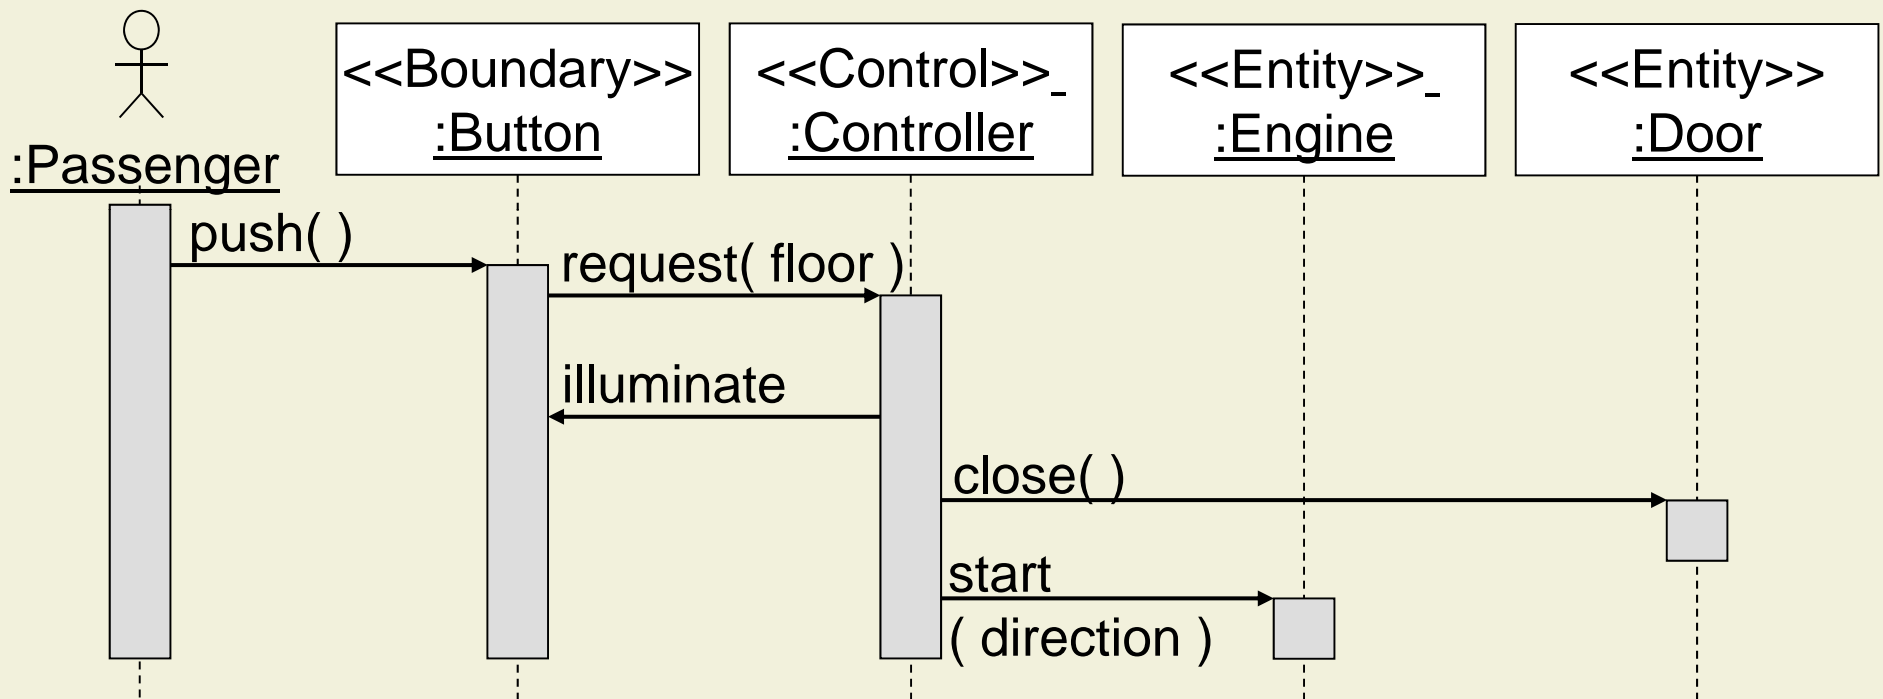 <<Boundary>>
:Button
<<Control>>
:Controller
<<Entity>>
:Engine
<<Entity>>
:Door
:Passenger
push( )
request( floor )
illuminate
close( )
start
( direction )